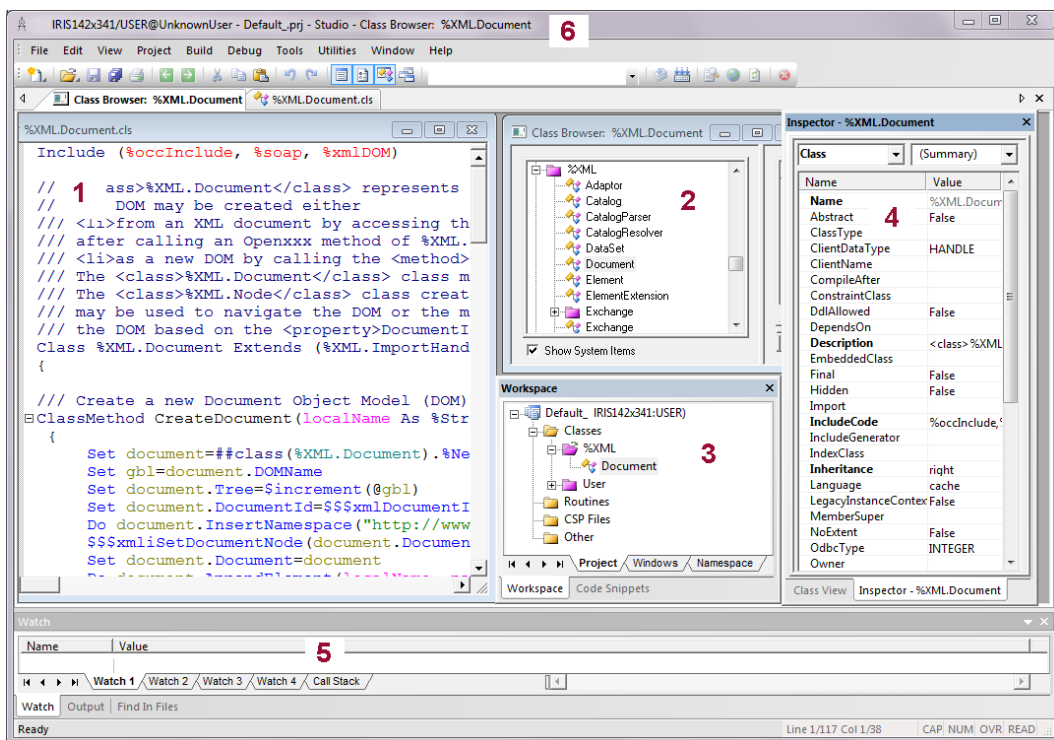 IRIS142x341/USER@UnknownUser - Default_.prj - Studio - Class Browser: %XML.Document
6
File Edit View Project Build Debug Tools Utilities Window Help
Class Browser: %XML.Document %XML.Document.cls
%XML.Document.cls
Include (%occInclude, %soap, %xmlDOM)
// ass>%XML.Document</class> represents
1
// DOM may be created either
/// <li>from an XML document by accessing th
/// after calling an Openxxx method of %XML.
/// <li>as a new DOM by calling the <method>
/// The <class>%XML.Document</class> class m
/// The <class>%XML.Node</class> class creat
/// may be used to navigate the DOM or the m
/// the DOM based on the <property>DocumentI
Class %XML.Document Extends (%XML.ImportHand
{
/// Create a new Document Object Model (DOM)
ClassMethod CreateDocument(localName As %Str
{
Set document=##class(%XML.Document).%Ne
Set gbl=document.DOMName
Set document.Tree=$increment(@gbl)
Set document.DocumentId=$$$xmlDocumentI
Do document.InsertNamespace("http://www
$$$xmliSetDocumentNode(document.Documen
Set document.Document=document
Class Browser: %XML.Document
%XML
Adaptor
Catalog
2
CatalogParser
CatalogResolver
DataSet
Document
Element
ElementExtension
Exchange
Exchange
Show System Items
Workspace
Default_ IRIS142x341:USER)
Classes
%XML
3
Document
User
Routines
CSP Files
Other
Project Windows Namespace
Workspace Code Snippets
Inspector - %XML.Document
Class (Summary)
Name Value
Name %XML.Docum
Abstract False
4
ClassType
ClientDataType HANDLE
ClientName
CompileAfter
ConstraintClass
DdlAllowed False
DependsOn
Description <class>%XML
EmbeddedClass
Final False
Hidden False
Import
IncludeCode %occInclude,
IncludeGenerator
IndexClass
Inheritance right
Language cache
LegacyInstanceContex False
MemberSuper
NoExtent False
OdbcType INTEGER
Owner
Class View Inspector - %XML.Document
Watch
Name Value
5
Watch 1 Watch 2 Watch 3 Watch 4 Call Stack
Watch Output Find In Files
Ready Line 1/117 Col 1/38 CAP NUM OVR READ